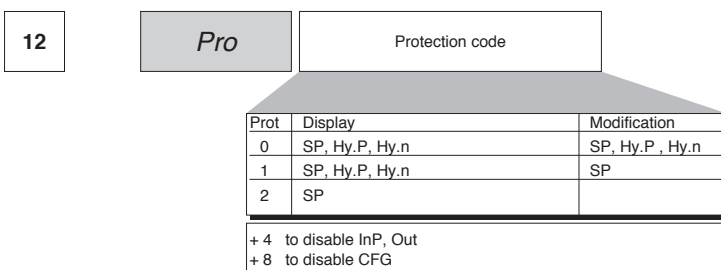 12 Pro Protection code
Prot Display Modification
0 SP, Hy.P, Hy.n SP, Hy.P , Hy.n
1 SP, Hy.P, Hy.n SP
2 SP
+ 4 to disable InP, Out
+ 8 to disable CFG